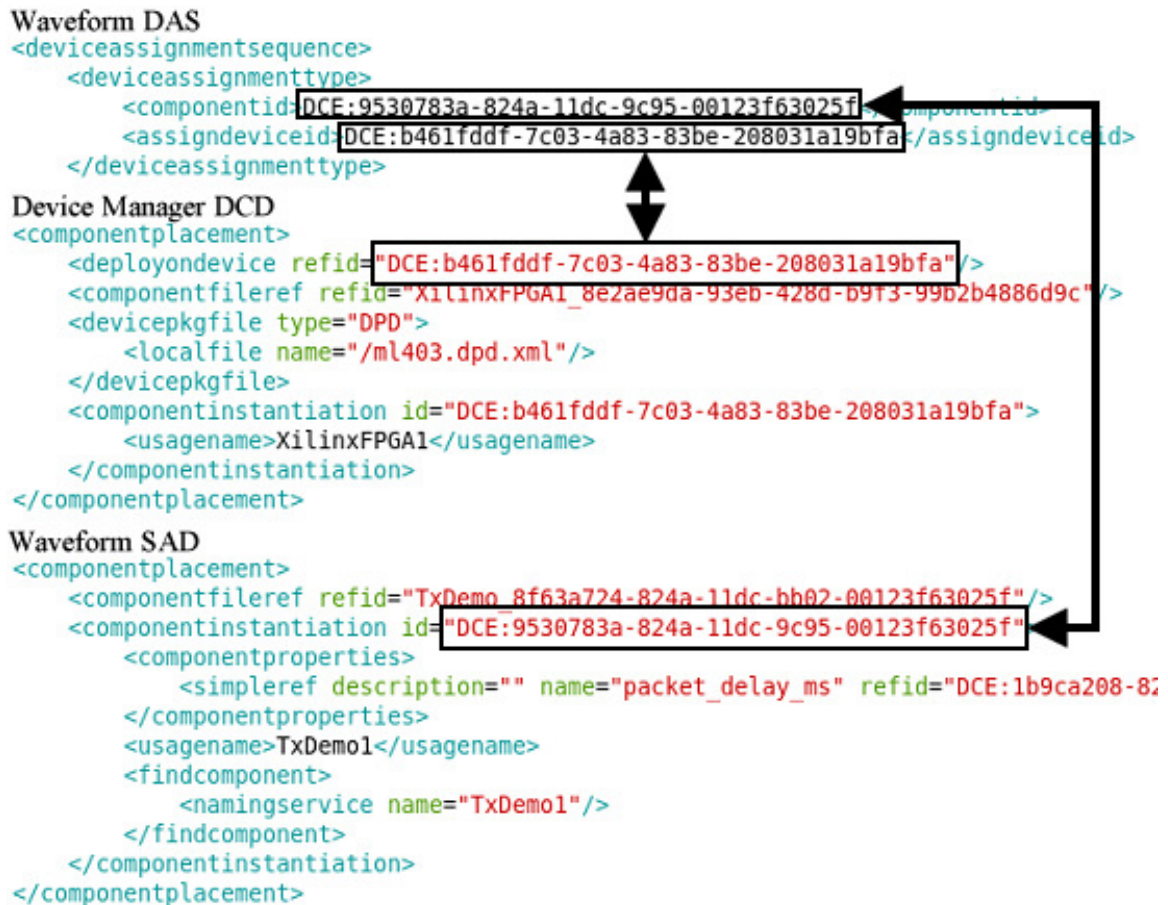 Waveform DAS
<deviceassignmentsequence>
<deviceassignmenttype>
<componentid>DCE:9530783a-824a-11dc-9c95-00123f63025f</componentid>
<assigndeviceid>DCE:b461fddf-7c03-4a83-83be-208031a19bfa</assigndeviceid>
</deviceassignmenttype>
Device Manager DCD
<componentplacement>
<deployondevice refid="DCE:b461fddf-7c03-4a83-83be-208031a19bfa"/>
<componentfileref refid="XilinxFPGA1_8e2ae9da-93eb-428d-b9f3-99b2b4886d9c"/>
<devicepkgfile type="DPD">
<localfile name="/ml403.dpd.xml"/>
</devicepkgfile>
<componentinstantiation id="DCE:b461fddf-7c03-4a83-83be-208031a19bfa">
<usagename>XilinxFPGA1</usagename>
</componentinstantiation>
</componentplacement>
Waveform SAD
<componentplacement>
<componentfileref refid="TxDemo_8f63a724-824a-11dc-bb02-00123f63025f"/>
<componentinstantiation id="DCE:9530783a-824a-11dc-9c95-00123f63025f">
<componentproperties>
<simpleref description="" name="packet_delay_ms" refid="DCE:1b9ca208-82
</componentproperties>
<usagename>TxDemo1</usagename>
<findcomponent>
<namingservice name="TxDemo1"/>
</findcomponent>
</componentinstantiation>
</componentplacement>